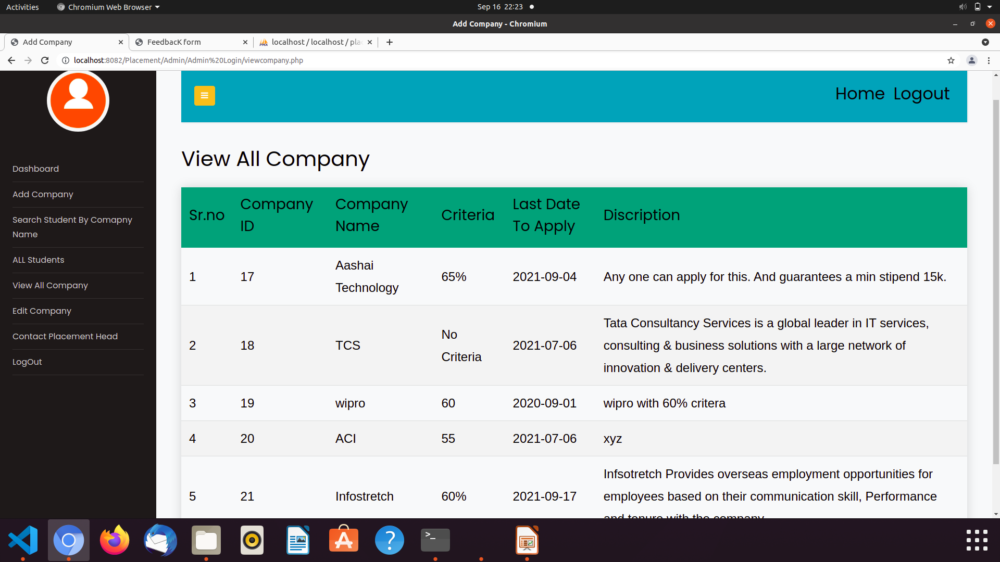 Activities
Chromium Web Browser
Sep 16 22:23
Add Company - Chromium
Add Company
FeedbacK form
localhost / localhost / pla
localhost:8082/Placement/Admin/Admin%20Login/viewcompany.php
Home Logout
Dashboard
Add Company
Search Student By Comapny
Name
ALL Students
View All Company
Edit Company
Contact Placement Head
LogOut
View All Company
Sr.no
Company
ID
Company
Name
Criteria
Last Date
To Apply
Discription
1
17
Aashai
Technology
65%
2021-09-04
Any one can apply for this. And guarantees a min stipend 15k.
2
18
TCS
No
Criteria
2021-07-06
Tata Consultancy Services is a global leader in IT services,
consulting & business solutions with a large network of
innovation & delivery centers.
3
19
wipro
60
2020-09-01
wipro with 60% critera
4
20
ACI
55
2021-07-06
xyz
5
21
Infostretch
60%
2021-09-17
Infsotretch Provides overseas employment opportunities for
employees based on their communication skill, Performance
and tenure with the company